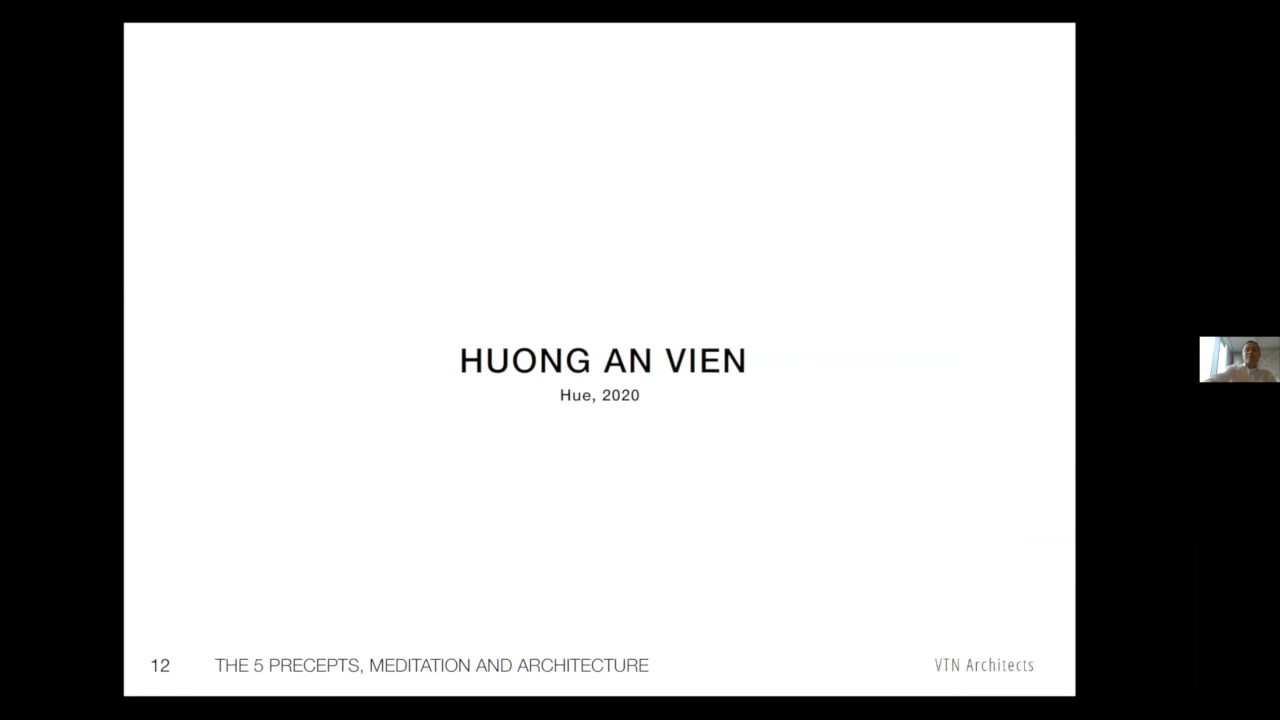 HUONG AN VIEN
Hue, 2020
12 THE 5 PRECEPTS, MEDITATION AND ARCHITECTURE VTN Architects